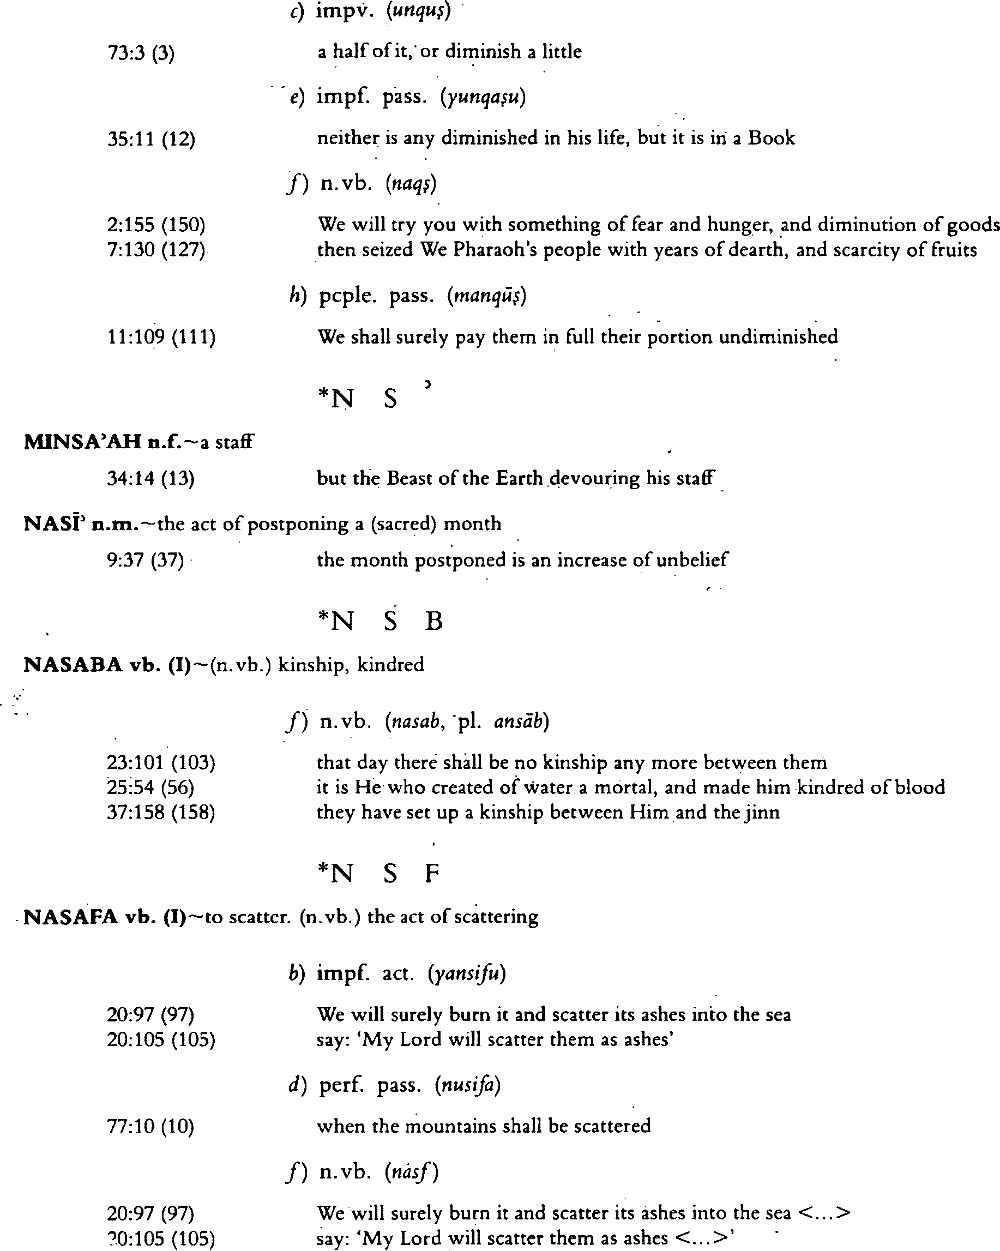 c) impv. (unquṣ)
73:3 (3) a half of it, or diminish a little
e) impf. pass. (yunqaṣu)
35:11 (12) neither is any diminished in his life, but it is in a Book
f) n.vb. (naqṣ)
2:155 (150) We will try you with something of fear and hunger, and diminution of goods
7:130 (127) then seized We Pharaoh's people with years of dearth, and scarcity of fruits
h) pcple. pass. (manqūṣ)
11:109 (111) We shall surely pay them in full their portion undiminished
*N S ʾ
MINSAʾAH n.f.~a staff
34:14 (13) but the Beast of the Earth devouring his staff
NASĪʾ n.m.~the act of postponing a (sacred) month
9:37 (37) the month postponed is an increase of unbelief
*N S B
NASABA vb. (I)~(n.vb.) kinship, kindred
f) n.vb. (nasab, pl. ansāb)
23:101 (103) that day there shall be no kinship any more between them
25:54 (56) it is He who created of water a mortal, and made him kindred of blood
37:158 (158) they have set up a kinship between Him and the jinn
*N S F
NASAFA vb. (I)~to scatter. (n.vb.) the act of scattering
b) impf. act. (yansifu)
20:97 (97) We will surely burn it and scatter its ashes into the sea
20:105 (105) say: ‘My Lord will scatter them as ashes’
d) perf. pass. (nusifa)
77:10 (10) when the mountains shall be scattered
f) n.vb. (nasf)
20:97 (97) We will surely burn it and scatter its ashes into the sea <...>
20:105 (105) say: ‘My Lord will scatter them as ashes <...>’